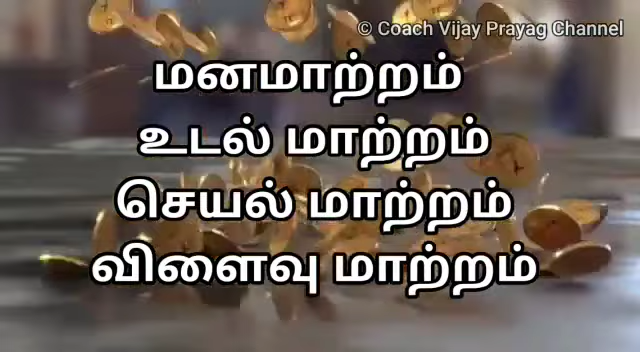 © Coach Vijay Prayag Channel
மனமாற்றம்
உடல் மாற்றம்
செயல் மாற்றம்
விளைவு மாற்றம்